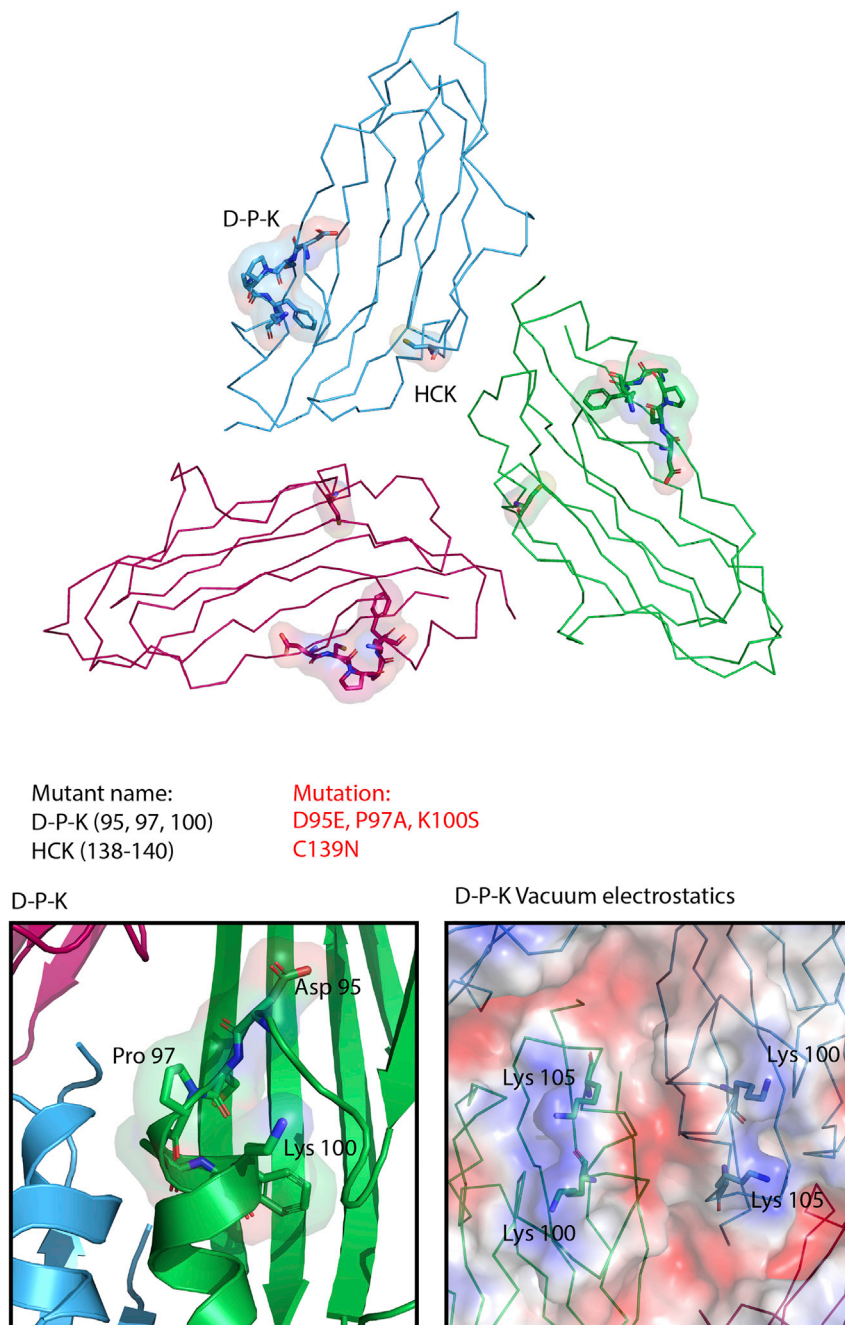 D-P-K
HCK
Mutant name:
Mutation:
D-P-K (95, 97, 100)
D95E, P97A, K100S
HCK (138-140)
C139N
D-P-K
D-P-K Vacuum electrostatics
Asp 95
Pro 97
Lys 100
Lys 105
Lys 100
Lys 100
Lys 105